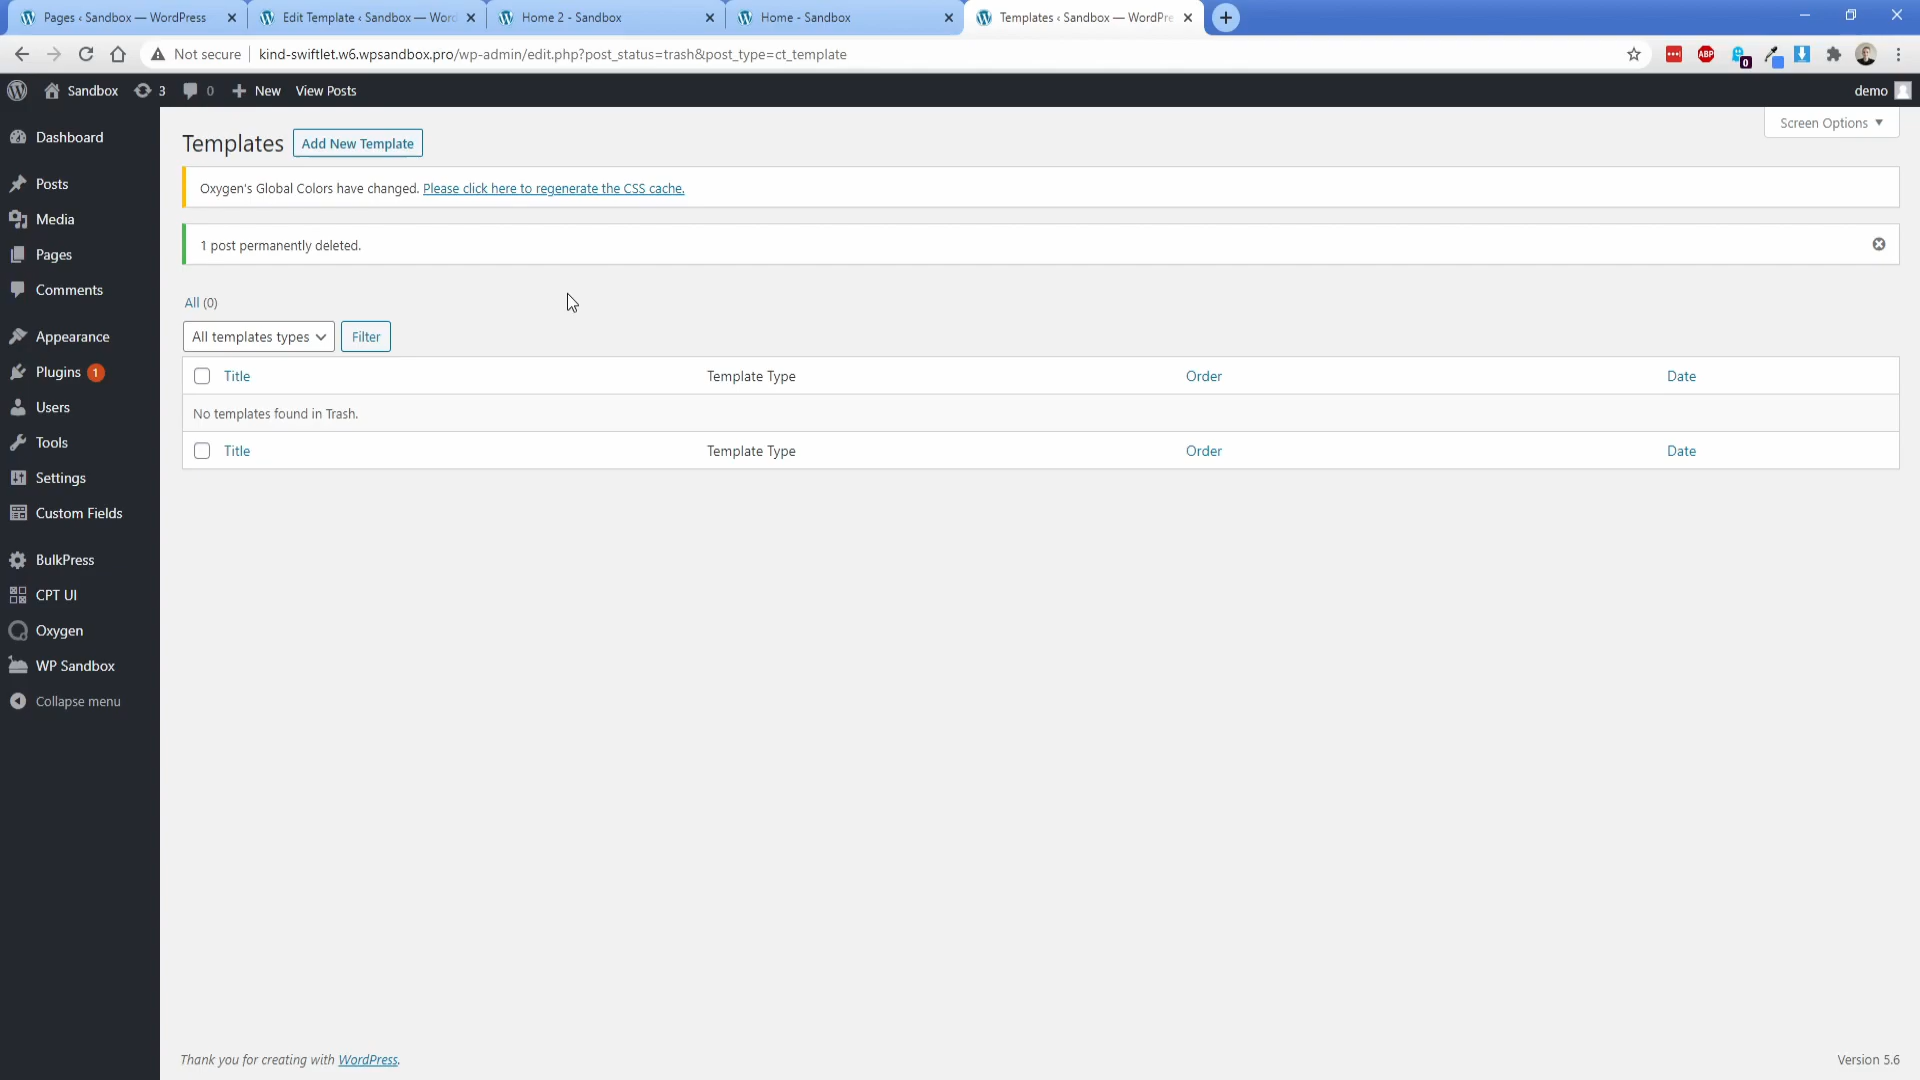 Pages ‹ Sandbox — WordPress
Edit Template ‹ Sandbox — Word
Home 2 - Sandbox
Home - Sandbox
Templates ‹ Sandbox — WordPre
Not secure
kind-swiftlet.w6.wpsandbox.pro/wp-admin/edit.php?post_status=trash&post_type=ct_template
ABP
0
Sandbox
3
0
New
View Posts
demo
Dashboard
Posts
Media
Pages
Comments
Appearance
Plugins 1
Users
Tools
Settings
Custom Fields
BulkPress
CPT UI
Oxygen
WP Sandbox
Collapse menu
Screen Options
Templates
Add New Template
Oxygen's Global Colors have changed. Please click here to regenerate the CSS cache.
1 post permanently deleted.
All (0)
All templates types
Filter
Title Template Type Order Date
No templates found in Trash.
Title Template Type Order Date
Thank you for creating with WordPress.
Version 5.6